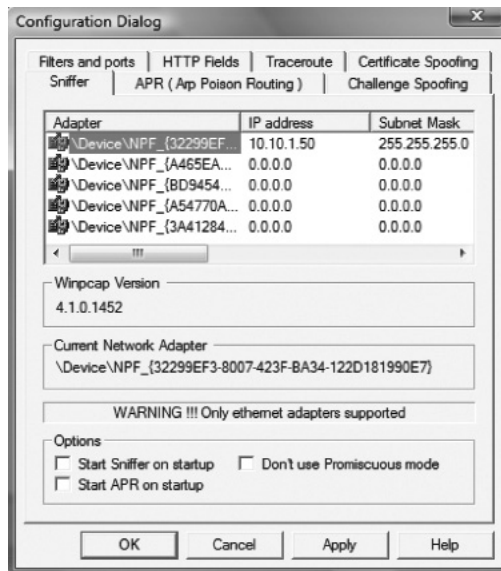 Configuration Dialog
Filters and ports HTTP Fields Traceroute Certificate Spoofing
Sniffer APR ( Arp Poison Routing ) Challenge Spoofing
Adapter IP address Subnet Mask
\Device\NPF_{32299EF... 10.10.1.50 255.255.255.0
\Device\NPF_{A465EA... 0.0.0.0 0.0.0.0
\Device\NPF_{BD9454... 0.0.0.0 0.0.0.0
\Device\NPF_{A54770A... 0.0.0.0 0.0.0.0
\Device\NPF_{3A41284... 0.0.0.0 0.0.0.0
Winpcap Version
4.1.0.1452
Current Network Adapter
\Device\NPF_{32299EF3-8007-423F-BA34-122D181990E7}
WARNING !!! Only ethernet adapters supported
Options
Start Sniffer on startup Don't use Promiscuous mode
Start APR on startup
OK Cancel Apply Help